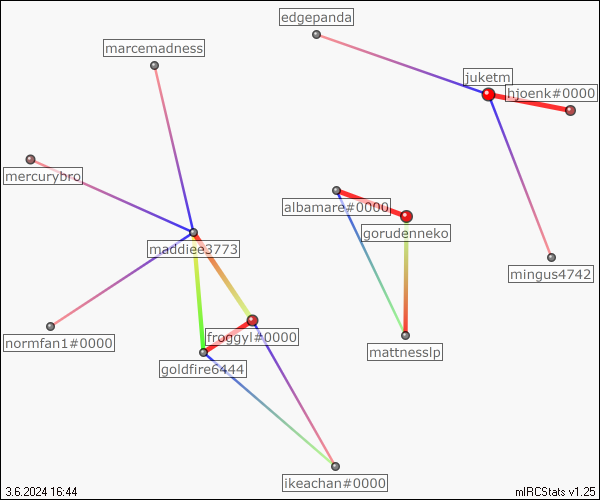 edgepanda
marcemadness
juketm
hjoenk#0000
mercurybro
albamare#0000
gorudenneko
maddiee3773
mingus4742
froggyl#0000
normfan1#0000
mattnesslp
goldfire6444
ikeachan#0000
3.6.2024 16:44
mIRCStats v1.25